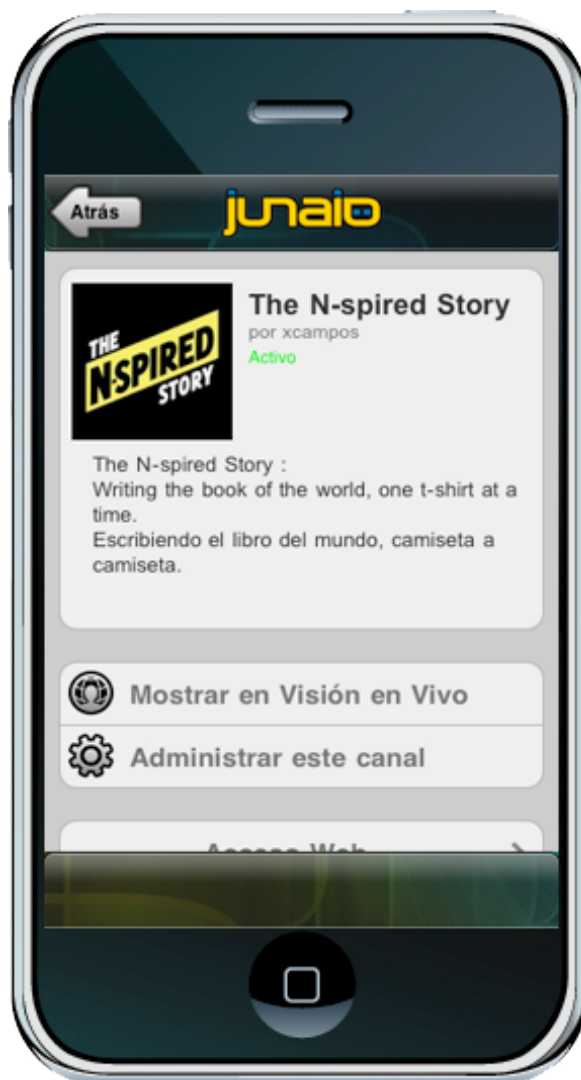 Atrás
junaio
THE
N-SPIRED
STORY
The N-spired Story
por xcampos
Activo
The N-spired Story :
Writing the book of the world, one t-shirt at a
time.
Escribiendo el libro del mundo, camiseta a
camiseta.
Mostrar en Visión en Vivo
Administrar este canal
Acceso Web